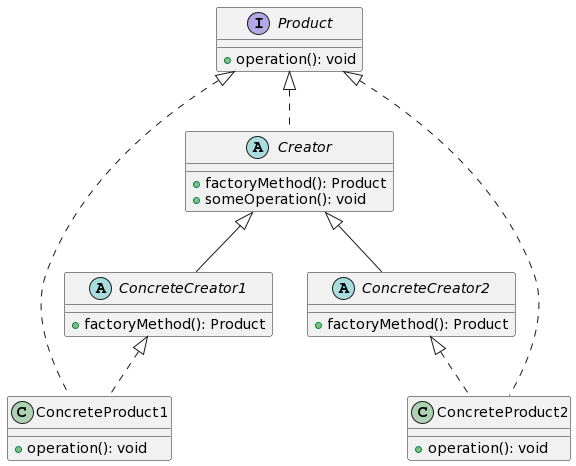 I Product
operation(): void
A Creator
factoryMethod(): Product
someOperation(): void
A ConcreteCreator1
factoryMethod(): Product
A ConcreteCreator2
factoryMethod(): Product
C ConcreteProduct1
operation(): void
C ConcreteProduct2
operation(): void